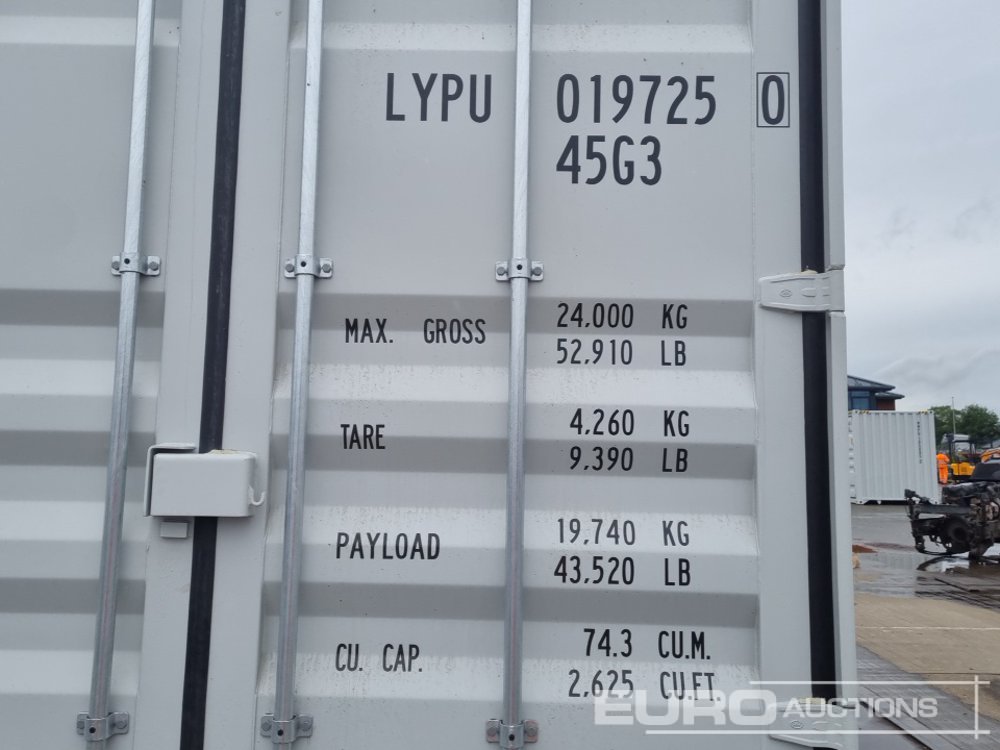 LYPU 019725 0
45G3
MAX. GROSS 24,000 KG
52,910 LB
TARE 4,260 KG
9,390 LB
PAYLOAD 19,740 KG
43,520 LB
CU. CAP. 74.3 CU.M.
2,625 CU.FT.
EURO AUCTIONS